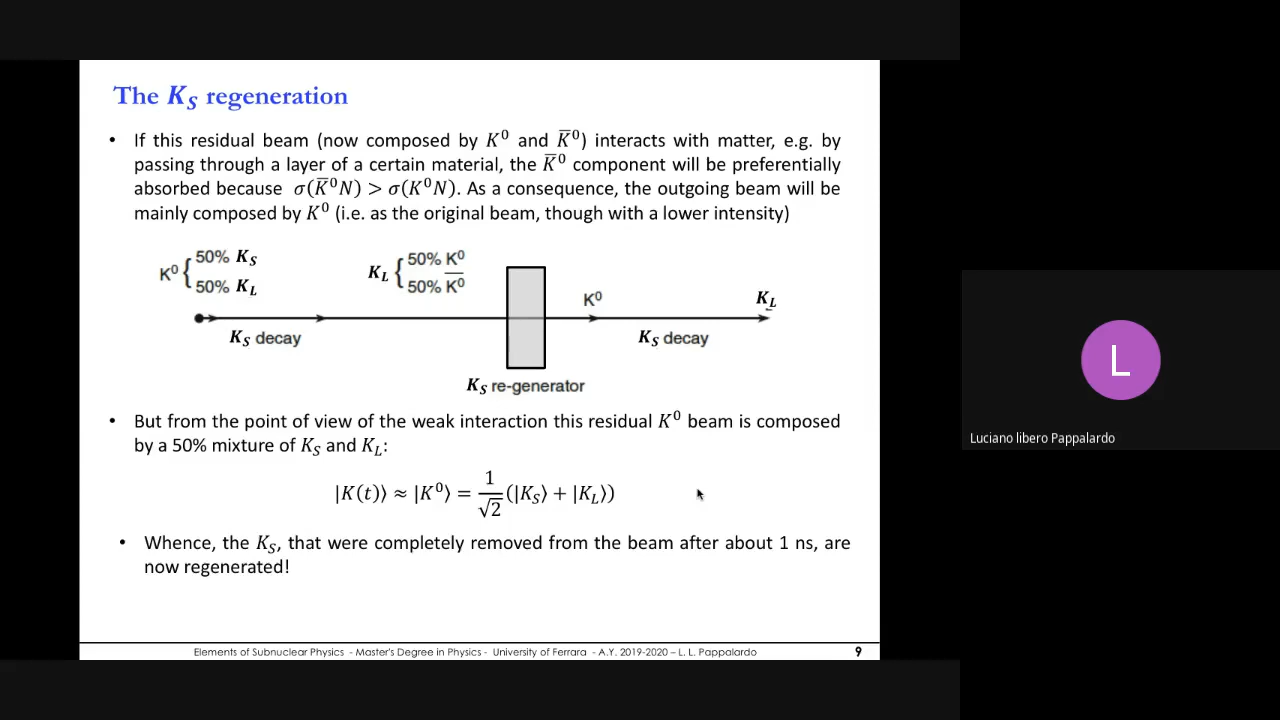 The K_S regeneration
• If this residual beam (now composed by K⁰ and K̅⁰) interacts with matter, e.g. by
passing through a layer of a certain material, the K̅⁰ component will be preferentially
absorbed because σ(K̅⁰N) > σ(K⁰N). As a consequence, the outgoing beam will be
mainly composed by K⁰ (i.e. as the original beam, though with a lower intensity)
K⁰ { 50% K_S
50% K_L
K_L { 50% K⁰
50% K̅⁰
K⁰
K_L
K_S decay
K_S decay
K_S re-generator
• But from the point of view of the weak interaction this residual K⁰ beam is composed
by a 50% mixture of K_S and K_L:
|K(t)⟩ ≈ |K⁰⟩ = 1/√2 (|K_S⟩ + |K_L⟩)
• Whence, the K_S, that were completely removed from the beam after about 1 ns, are
now regenerated!
Elements of Subnuclear Physics - Master's Degree in Physics - University of Ferrara - A.Y. 2019-2020 – L. L. Pappalardo 9
L
Luciano libero Pappalardo